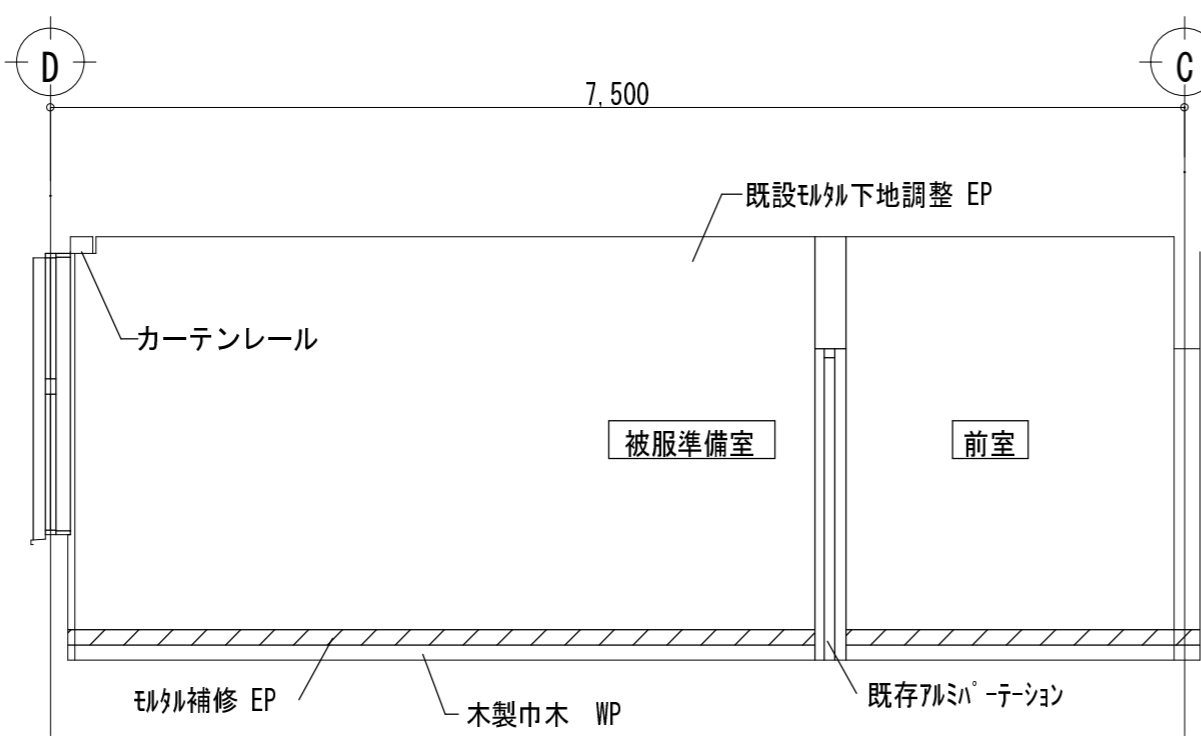 D
C
7,500
既設ﾓﾙﾀﾙ下地調整 EP
カーテンレール
被服準備室
前室
ﾓﾙﾀﾙ補修 EP
木製巾木　WP
既存ｱﾙﾐﾊﾟｰﾃｰｼｮﾝ